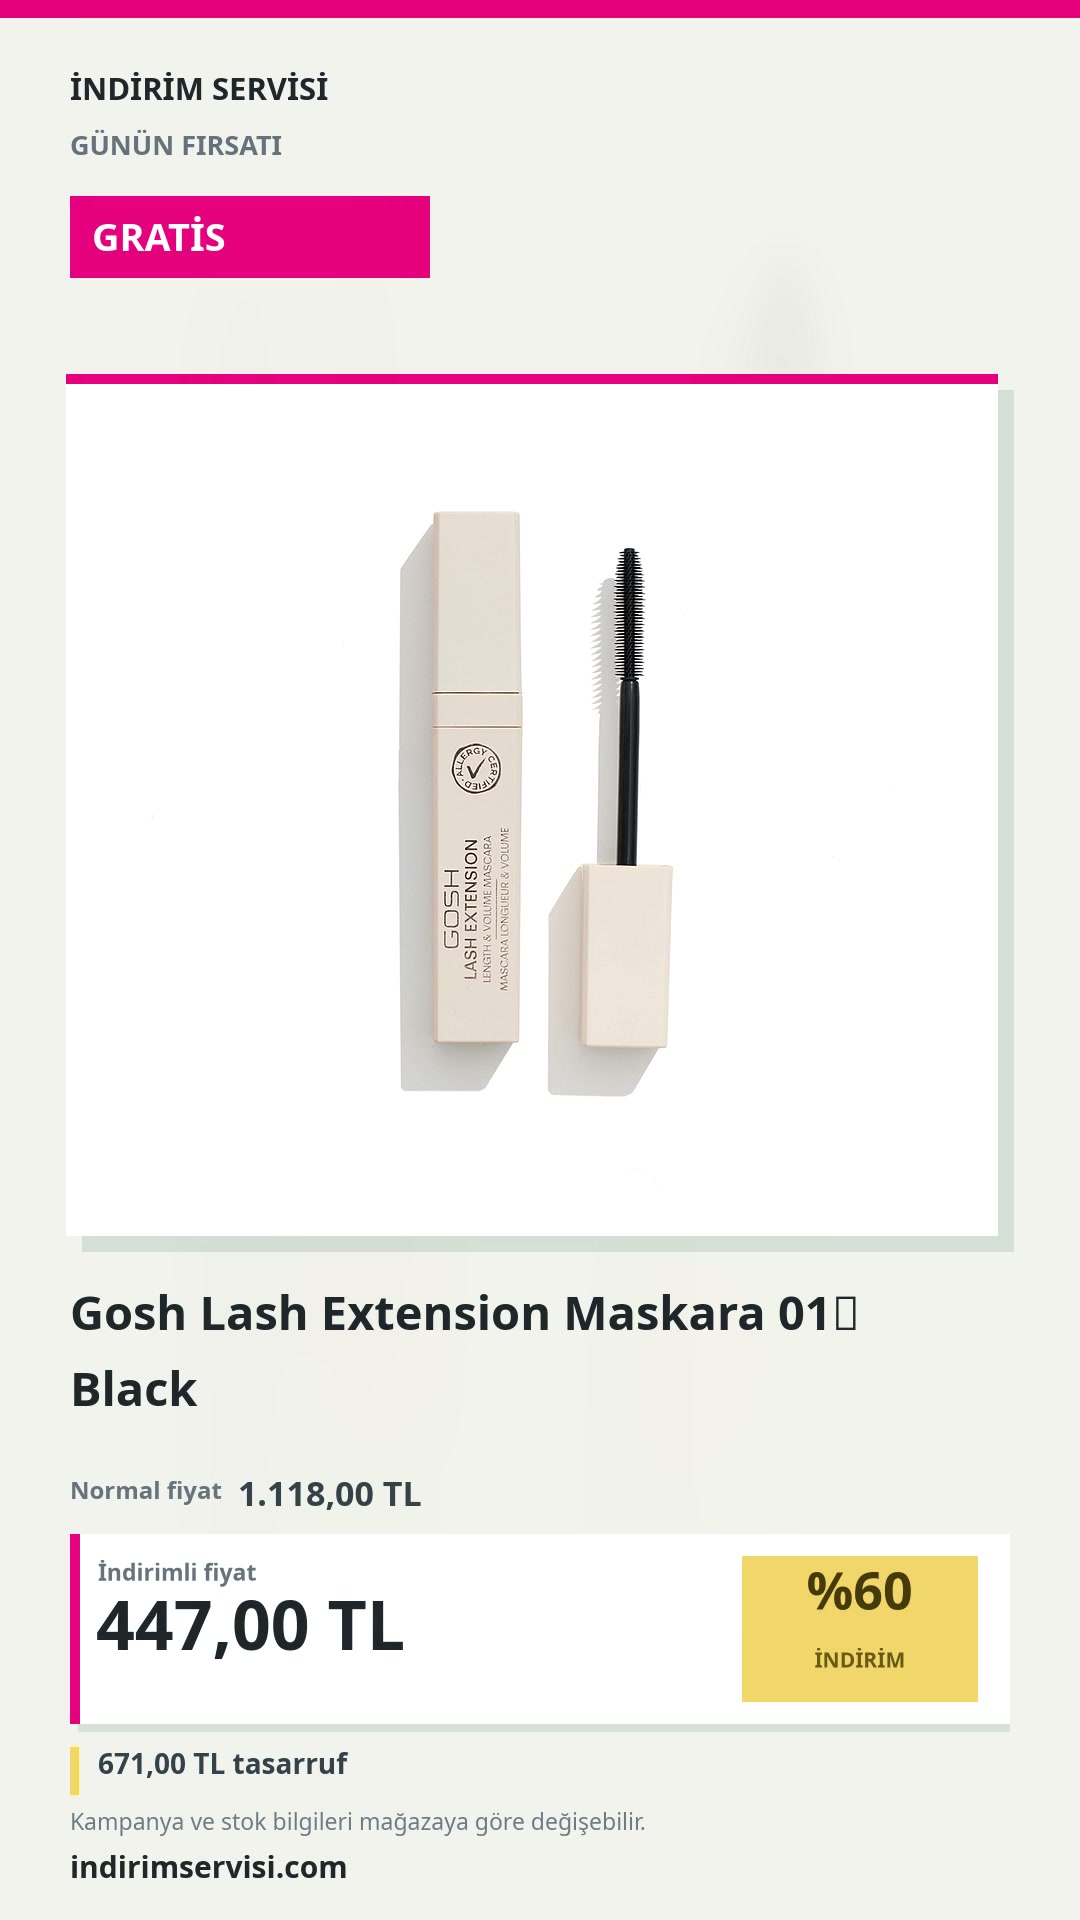 İNDİRİM SERVİSİ
GÜNÜN FIRSATI
GRATİS
ALLERGY CERTIFIED
GOSH
LASH EXTENSION
LENGTH & VOLUME MASCARA
MASCARA LONGUEUR & VOLUME
Gosh Lash Extension Maskara 01
Black
Normal fiyat 1.118,00 TL
İndirimli fiyat
447,00 TL
%60
İNDİRİM
671,00 TL tasarruf
Kampanya ve stok bilgileri mağazaya göre değişebilir.
indirimservisi.com